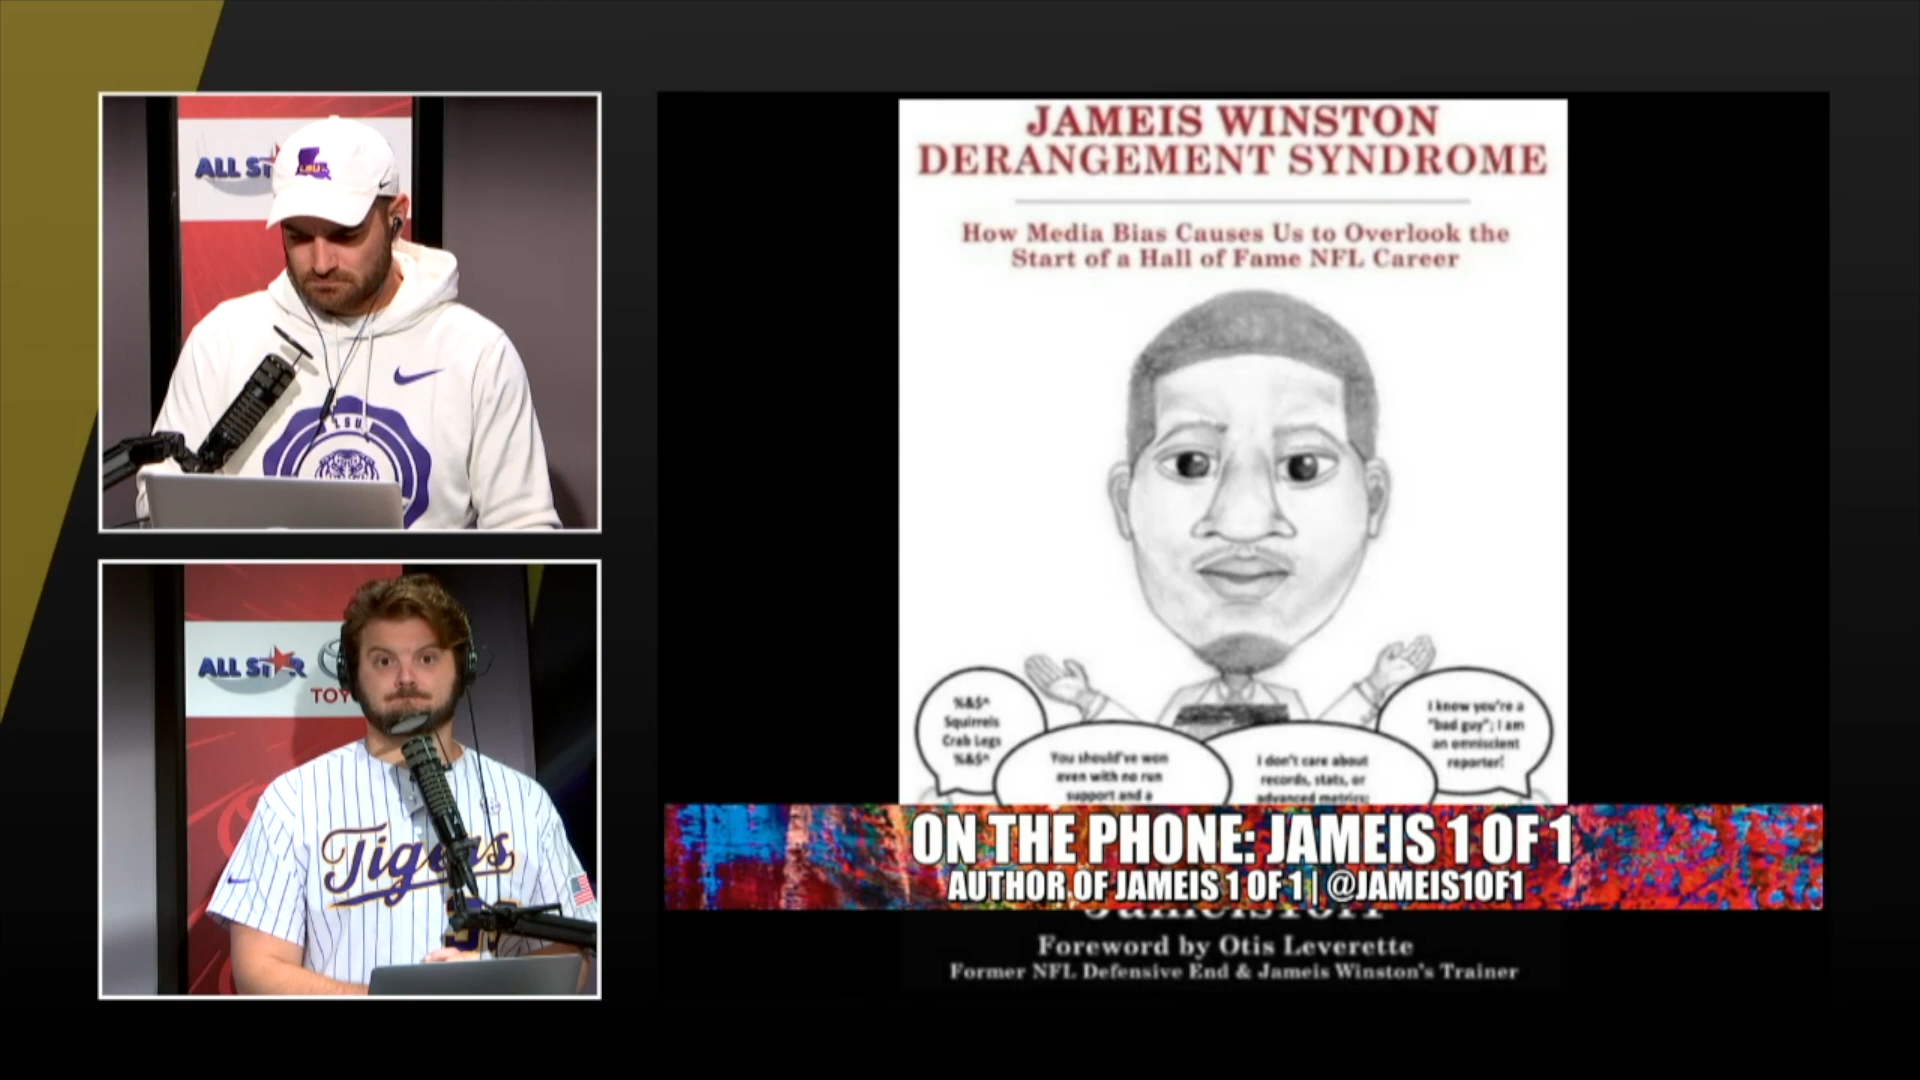 ALL ST
LSU
LSU
ALL STAR
TOY
Tigers
JAMEIS WINSTON
DERANGEMENT SYNDROME
How Media Bias Causes Us to Overlook the
Start of a Hall of Fame NFL Career
%&$^
Squirrels
Crab Legs
%&$^
You should've won
even with no run
support and a
I don't care about
records, stats, or
advanced metrics;
I know you're a
"bad guy"; I am
an omniscient
reporter!
ON THE PHONE: JAMEIS 1 OF 1
AUTHOR OF JAMEIS 1 OF 1 | @JAMEIS1OF1
Jameis1of1
Foreword by Otis Leverette
Former NFL Defensive End & Jameis Winston's Trainer